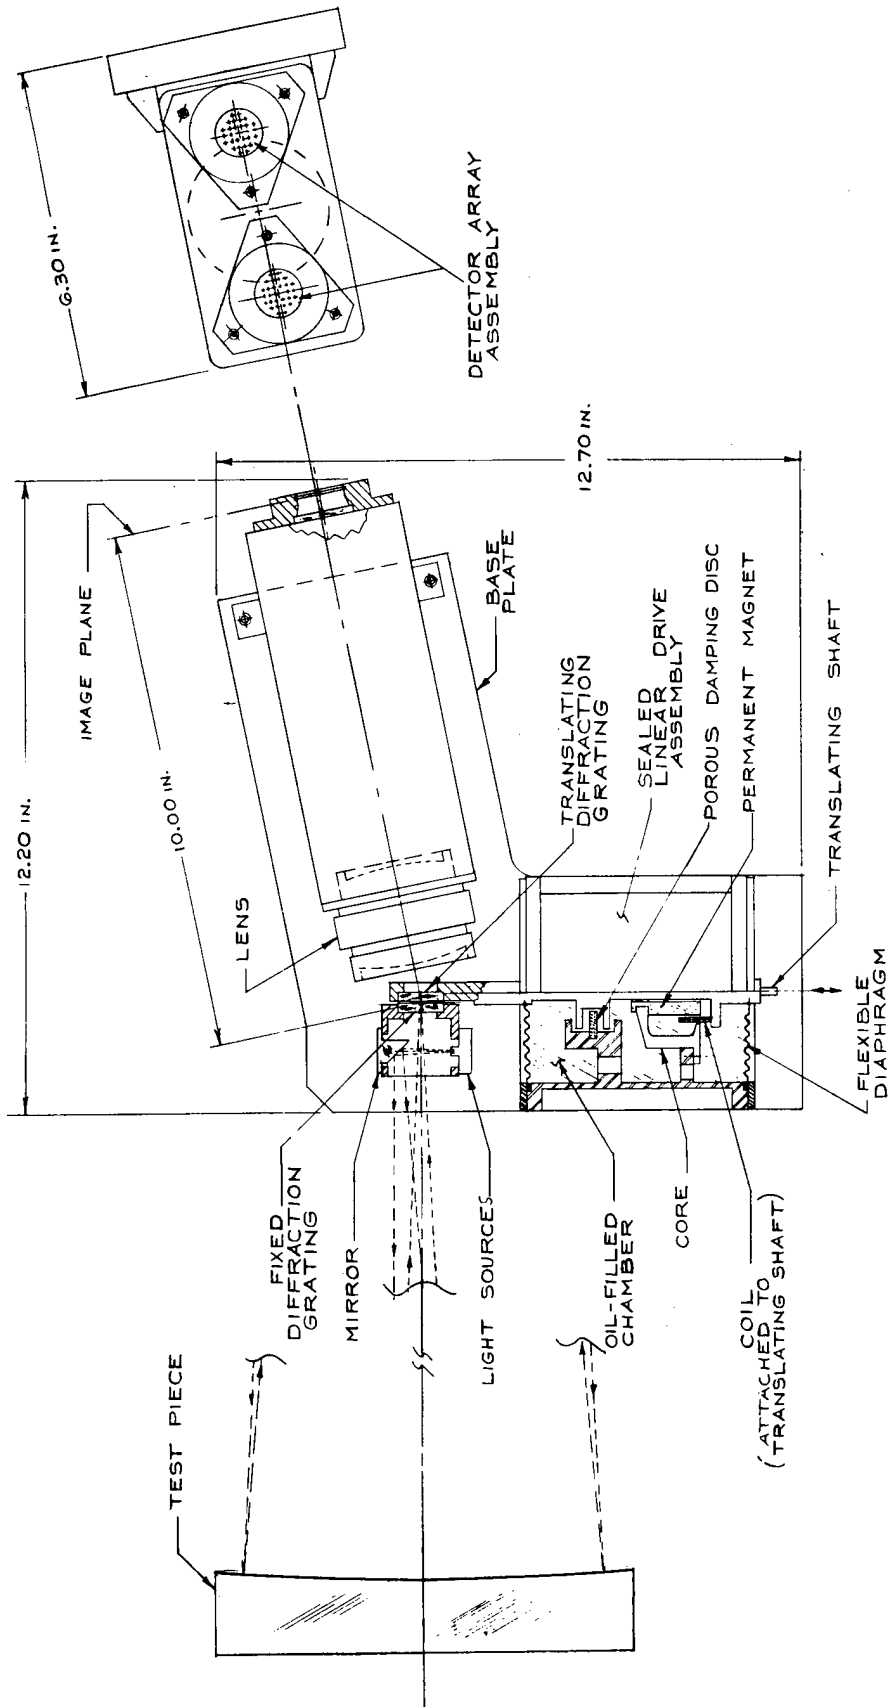 6.30 IN.
DETECTOR ARRAY
ASSEMBLY
12.20 IN.
IMAGE PLANE
10.00 IN.
12.70 IN.
LENS
BASE
PLATE
TRANSLATING
DIFFRACTION
GRATING
SEALED
LINEAR DRIVE
ASSEMBLY
POROUS DAMPING DISC
PERMANENT MAGNET
TRANSLATING SHAFT
TEST PIECE
FIXED
DIFFRACTION
GRATING
MIRROR
LIGHT SOURCES
OIL-FILLED
CHAMBER
CORE
COIL
(ATTACHED TO
TRANSLATING SHAFT)
FLEXIBLE
DIAPHRAGM